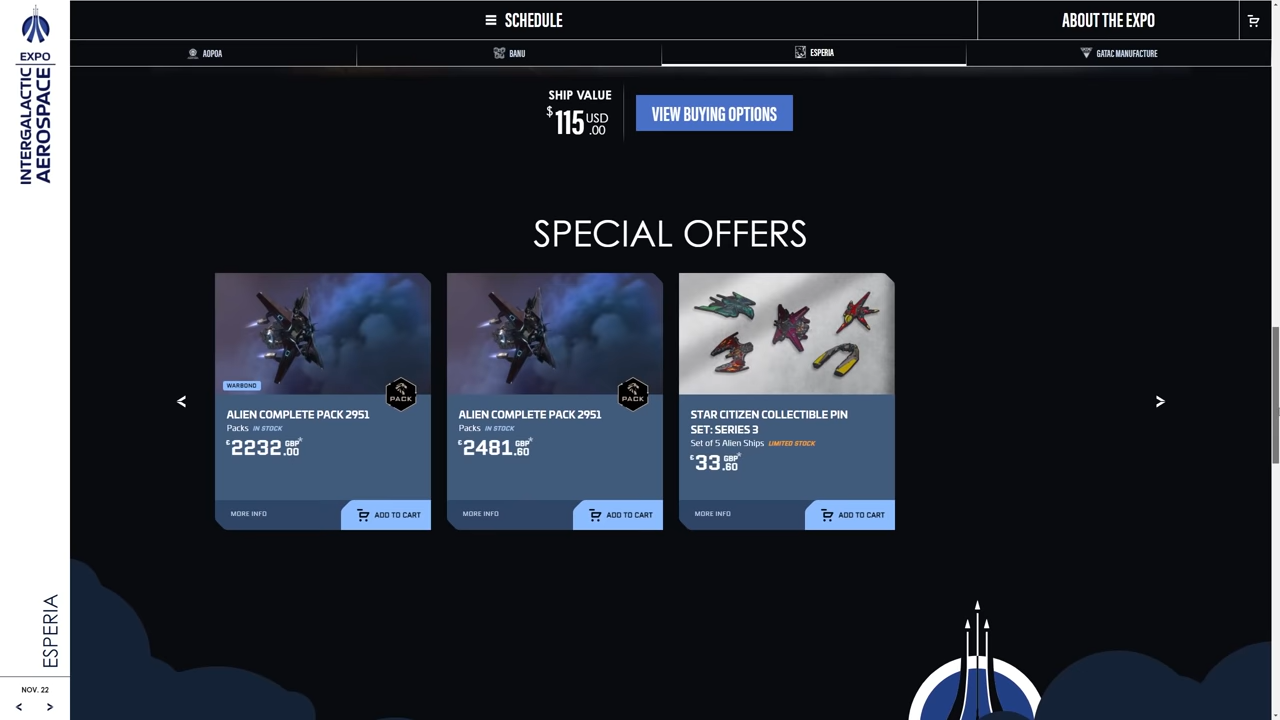 SCHEDULE
ABOUT THE EXPO
EXPO
INTERGALACTIC
AEROSPACE
AOPOA
BANU
ESPERIA
GATAC MANUFACTURE
SHIP VALUE
$115 USD .00
VIEW BUYING OPTIONS
SPECIAL OFFERS
WARBOND
PACK
ALIEN COMPLETE PACK 2951
Packs IN STOCK
£2232.00 GBP*
MORE INFO
ADD TO CART
PACK
ALIEN COMPLETE PACK 2951
Packs IN STOCK
£2481.60 GBP*
MORE INFO
ADD TO CART
STAR CITIZEN COLLECTIBLE PIN
SET: SERIES 3
Set of 5 Alien Ships LIMITED STOCK
£33.60 GBP*
MORE INFO
ADD TO CART
ESPERIA
NOV. 22